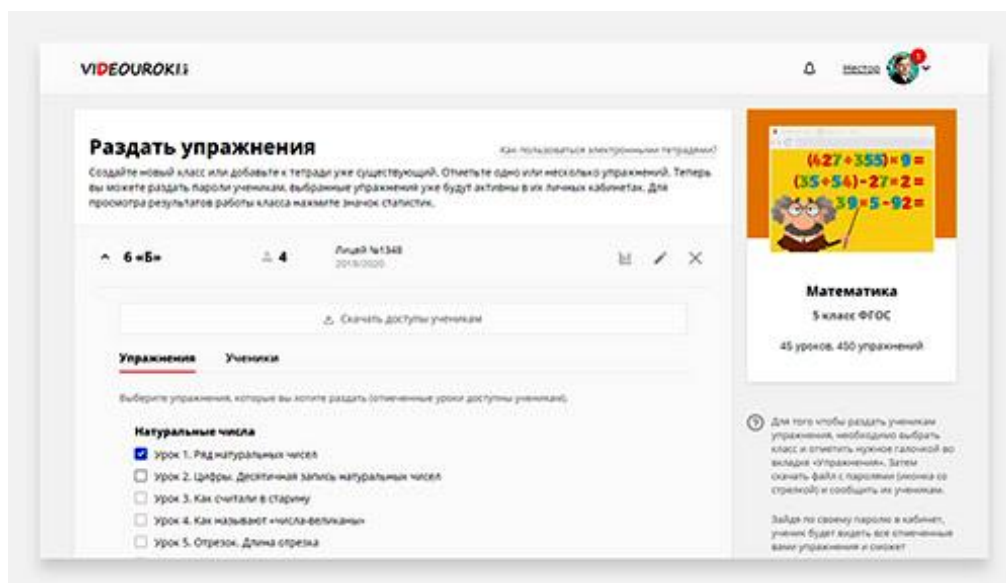 VIDEOUROKI
Нестор
Раздать упражнения
Как пользоваться электронными тетрадями?
Создайте новый класс или добавьте к тетради уже существующий. Отметьте одно или несколько упражнений. Теперь
вы можете раздать пароли ученикам, выбранные упражнения уже будут активны в их личных кабинетах. Для
просмотра результатов работы класса нажмите значок статистик.
6 «Б»
4
Лицей №1348
2019/2020
Скачать доступы ученикам
Упражнения
Ученики
Выберите упражнения, которые вы хотите раздать (отмеченные уроки доступны ученикам).
Натуральные числа
Урок 1. Ряд натуральных чисел
Урок 2. Цифры. Десятичная запись натуральных чисел
Урок 3. Как считали в старину
Урок 4. Как называют «числа-великаны»
Урок 5. Отрезок. Длина отрезка
(427+355)×9=
(35+54)-27×2=
39×5-92=
Математика
5 класс ФГОС
45 уроков, 450 упражнений
Для того чтобы раздать ученикам
упражнения, необходимо выбрать
класс и отметить нужное галочкой во
вкладке «Упражнения». Затем
скачать файл с паролями (иконка со
стрелкой) и сообщить их ученикам.
Зайдя по своему паролю в кабинет,
ученик будет видеть все отмеченные
вами упражнения и сможет